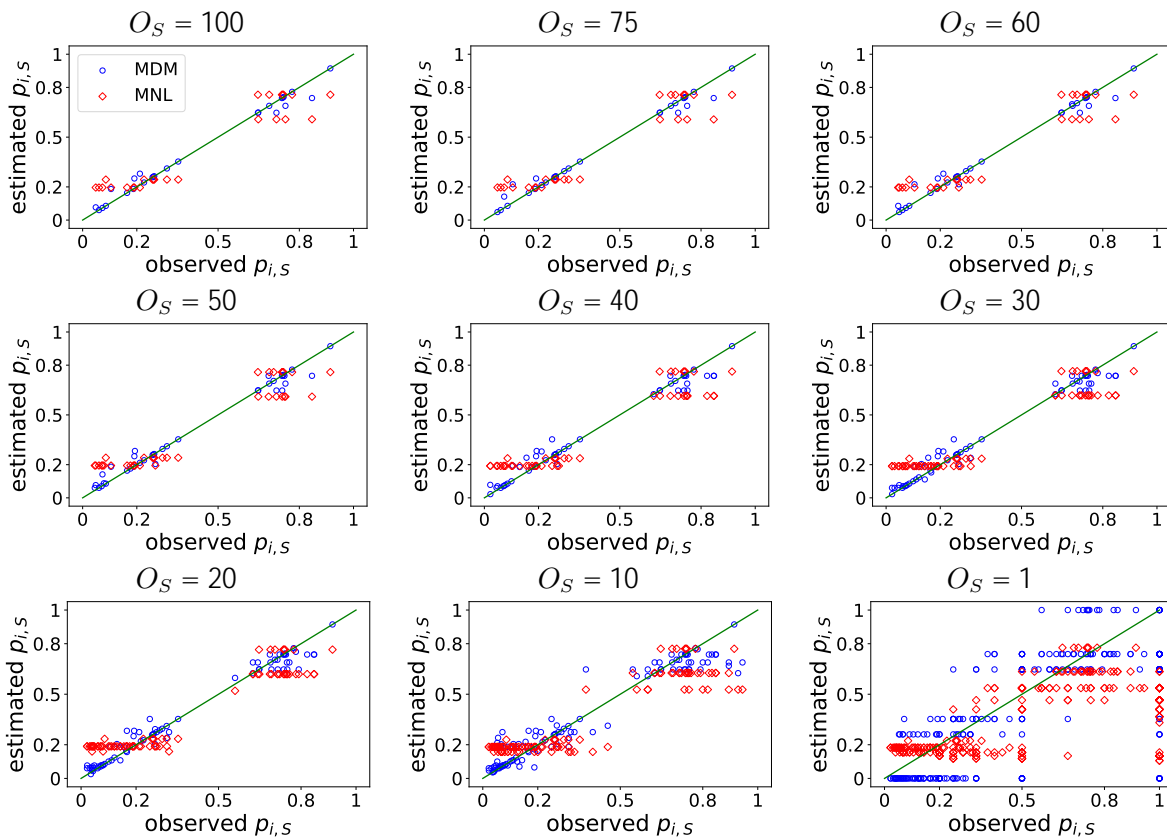 O_S = 100
estimated p_{i,S}
1
0.8
0.5
0.2
0
MDM
MNL
0 0.2 0.5 0.8 1
observed p_{i,S}
O_S = 75
estimated p_{i,S}
1
0.8
0.5
0.2
0
0 0.2 0.5 0.8 1
observed p_{i,S}
O_S = 60
estimated p_{i,S}
1
0.8
0.5
0.2
0
0 0.2 0.5 0.8 1
observed p_{i,S}
O_S = 50
estimated p_{i,S}
1
0.8
0.5
0.2
0
0 0.2 0.5 0.8 1
observed p_{i,S}
O_S = 40
estimated p_{i,S}
1
0.8
0.5
0.2
0
0 0.2 0.5 0.8 1
observed p_{i,S}
O_S = 30
estimated p_{i,S}
1
0.8
0.5
0.2
0
0 0.2 0.5 0.8 1
observed p_{i,S}
O_S = 20
estimated p_{i,S}
1
0.8
0.5
0.2
0
0 0.2 0.5 0.8 1
observed p_{i,S}
O_S = 10
estimated p_{i,S}
1
0.8
0.5
0.2
0
0 0.2 0.5 0.8 1
observed p_{i,S}
O_S = 1
estimated p_{i,S}
1
0.8
0.5
0.2
0
0 0.2 0.5 0.8 1
observed p_{i,S}